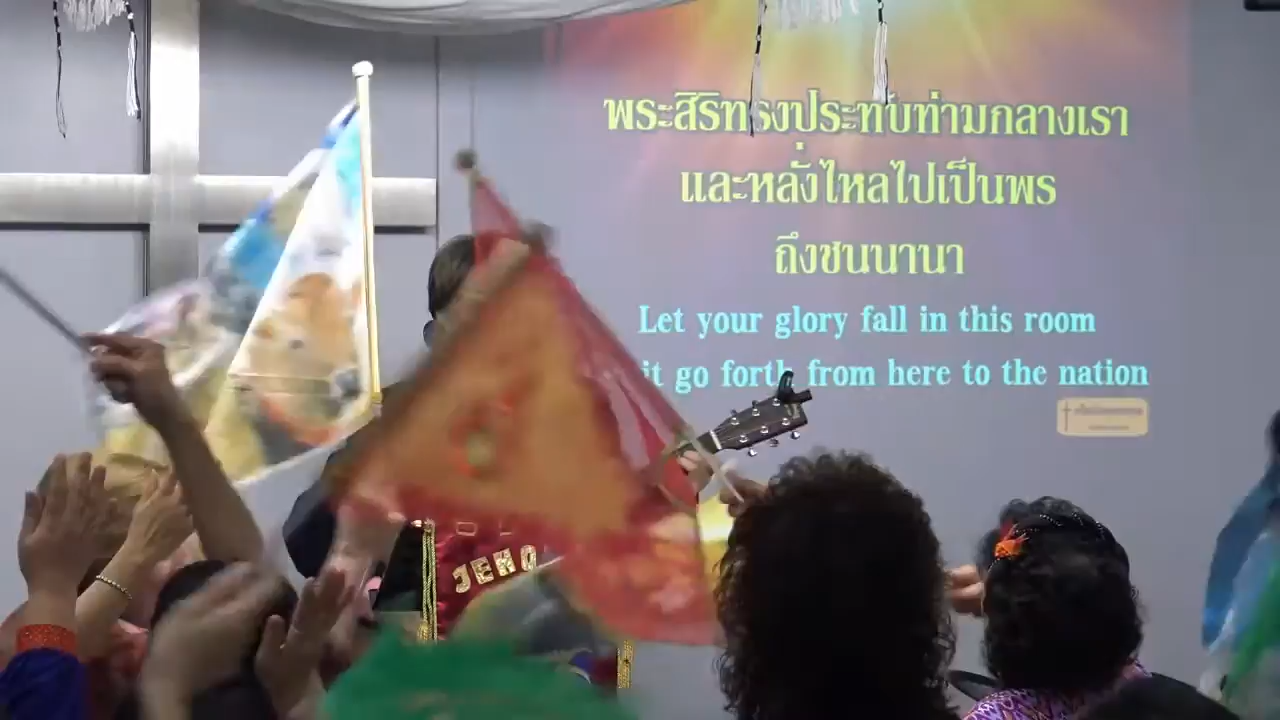 พระสิริทรงประทับท่ามกลางเรา
และหลั่งไหลไปเป็นพร
ถึงชนนานา
Let your glory fall in this room
it go forth from here to the nation
JEHO